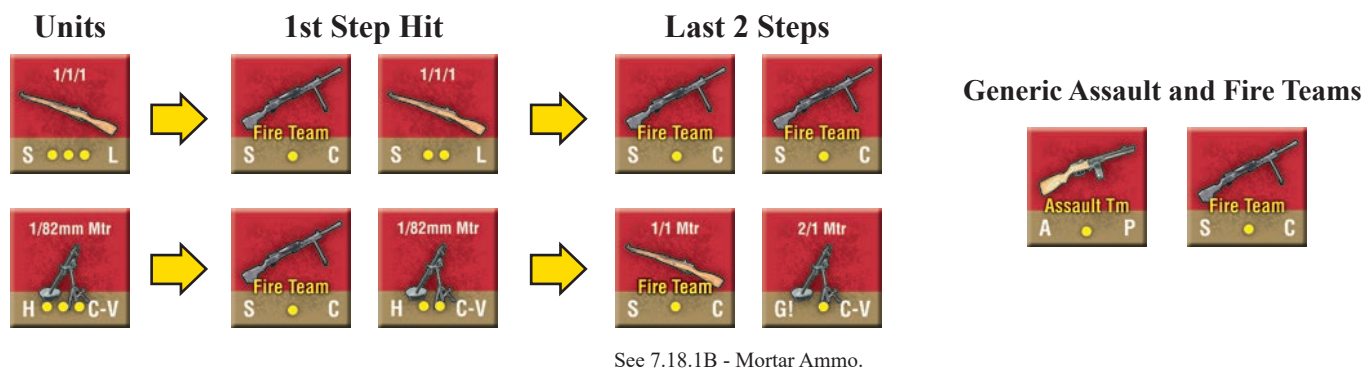 Units
1st Step Hit
Last 2 Steps
1/1/1
S L
Fire Team
S C
1/1/1
S L
Fire Team
S C
Fire Team
S C
1/82mm Mtr
H C-V
Fire Team
S C
1/82mm Mtr
H C-V
1/1 Mtr
Fire Team
S C
2/1 Mtr
G! C-V
See 7.18.1B - Mortar Ammo.
Generic Assault and Fire Teams
Assault Tm
A P
Fire Team
S C